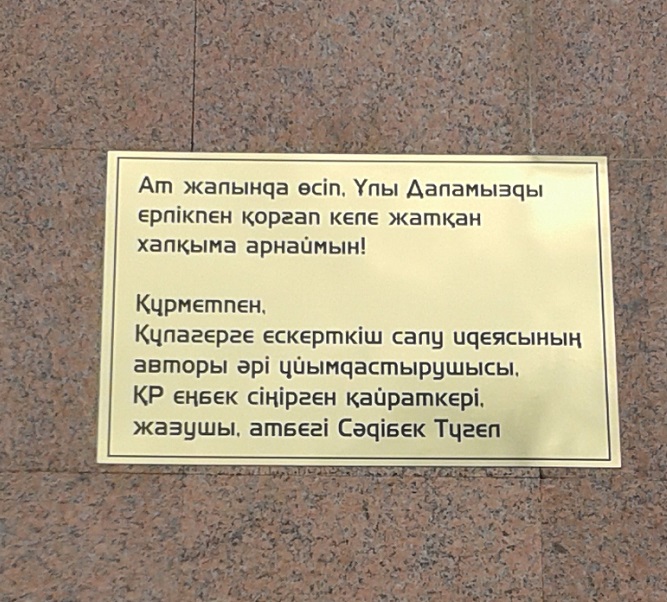 Ат жалында өсіп, Ұлы Даламызды
ерлікпен қорғап келе жатқан
халқыма арнаймын!
Құрметпен,
Құлагерге ескерткіш салу идеясының
авторы әрі ұйымдастырушысы,
ҚР еңбек сіңірген қайраткері,
жазушы, атбегі Сәдібек Түгел